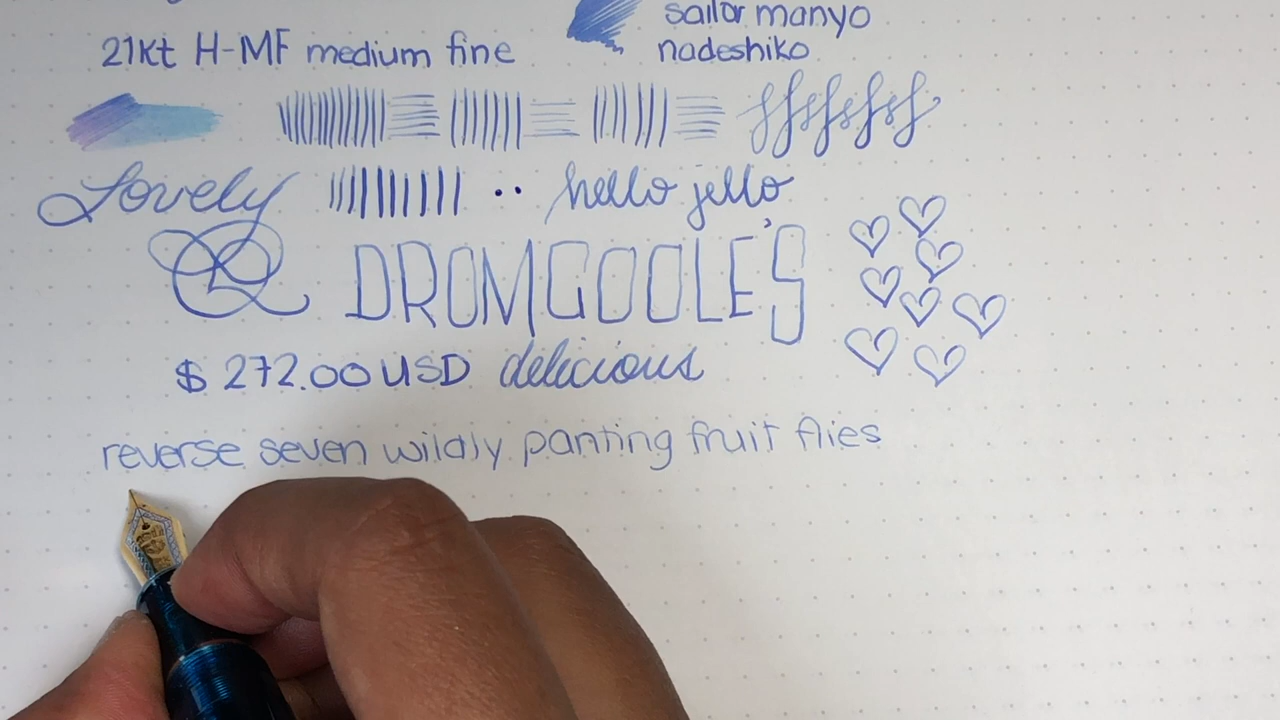 sailor manyo
21Kt H-MF medium fine
nadeshiko
Lovely
hello jello
DROMGOOLE'S
$ 272.00 USD delicious
reverse seven wildly panting fruit flies